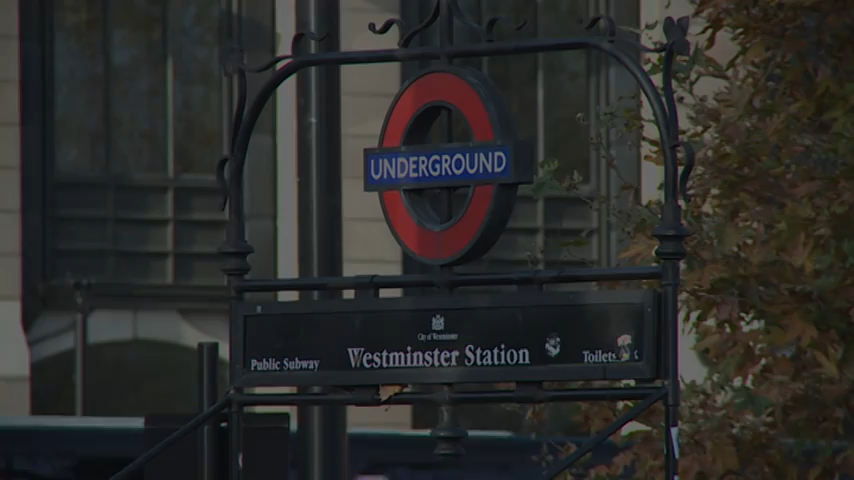 UNDERGROUND
City of Westminster
Public Subway Westminster Station Toilets